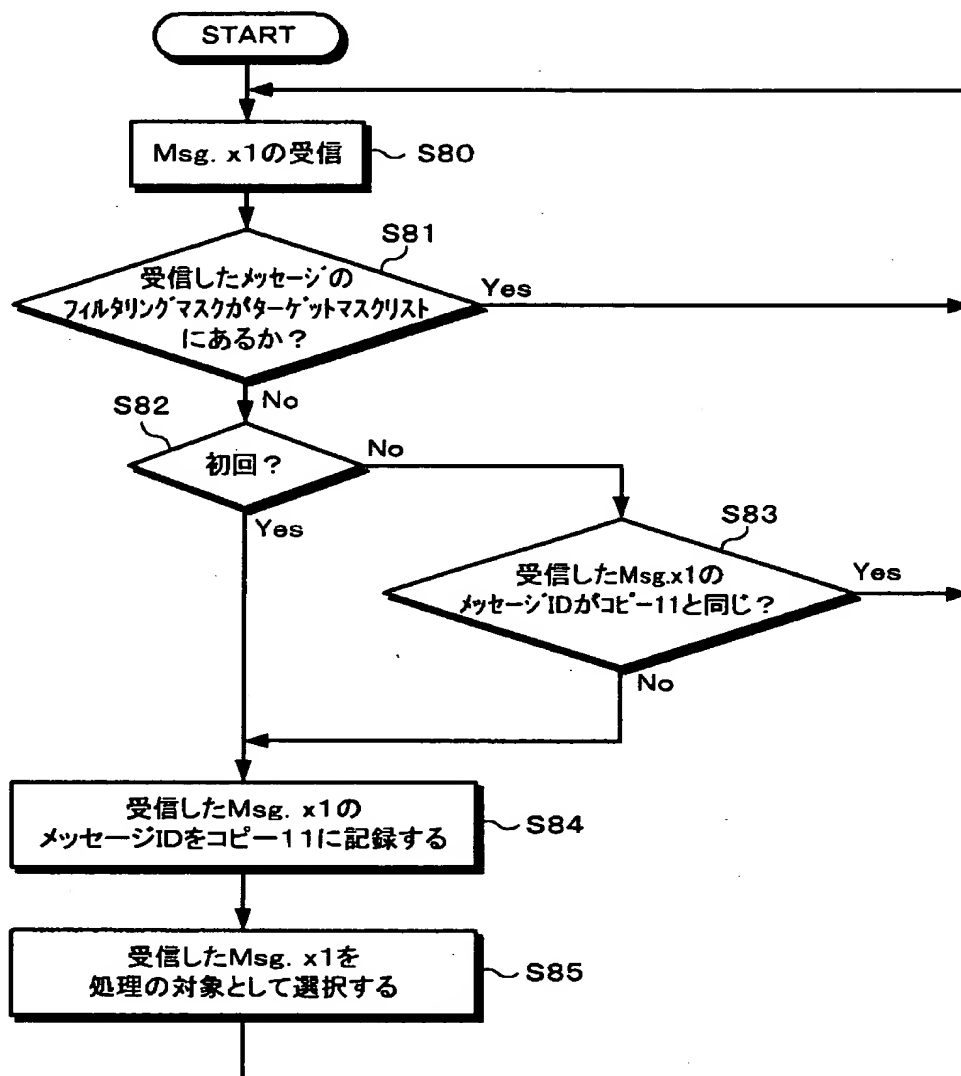 START
Msg. x1の受信
S80
S81
受信したメッセージの
フィルタリングマスクがターゲットマスクリスト
にあるか？
Yes
No
S82
初回？
No
Yes
S83
受信したMsg.x1の
メッセージIDがコピー11と同じ？
Yes
No
受信したMsg. x1の
メッセージIDをコピー11に記録する
S84
受信したMsg. x1を
処理の対象として選択する
S85